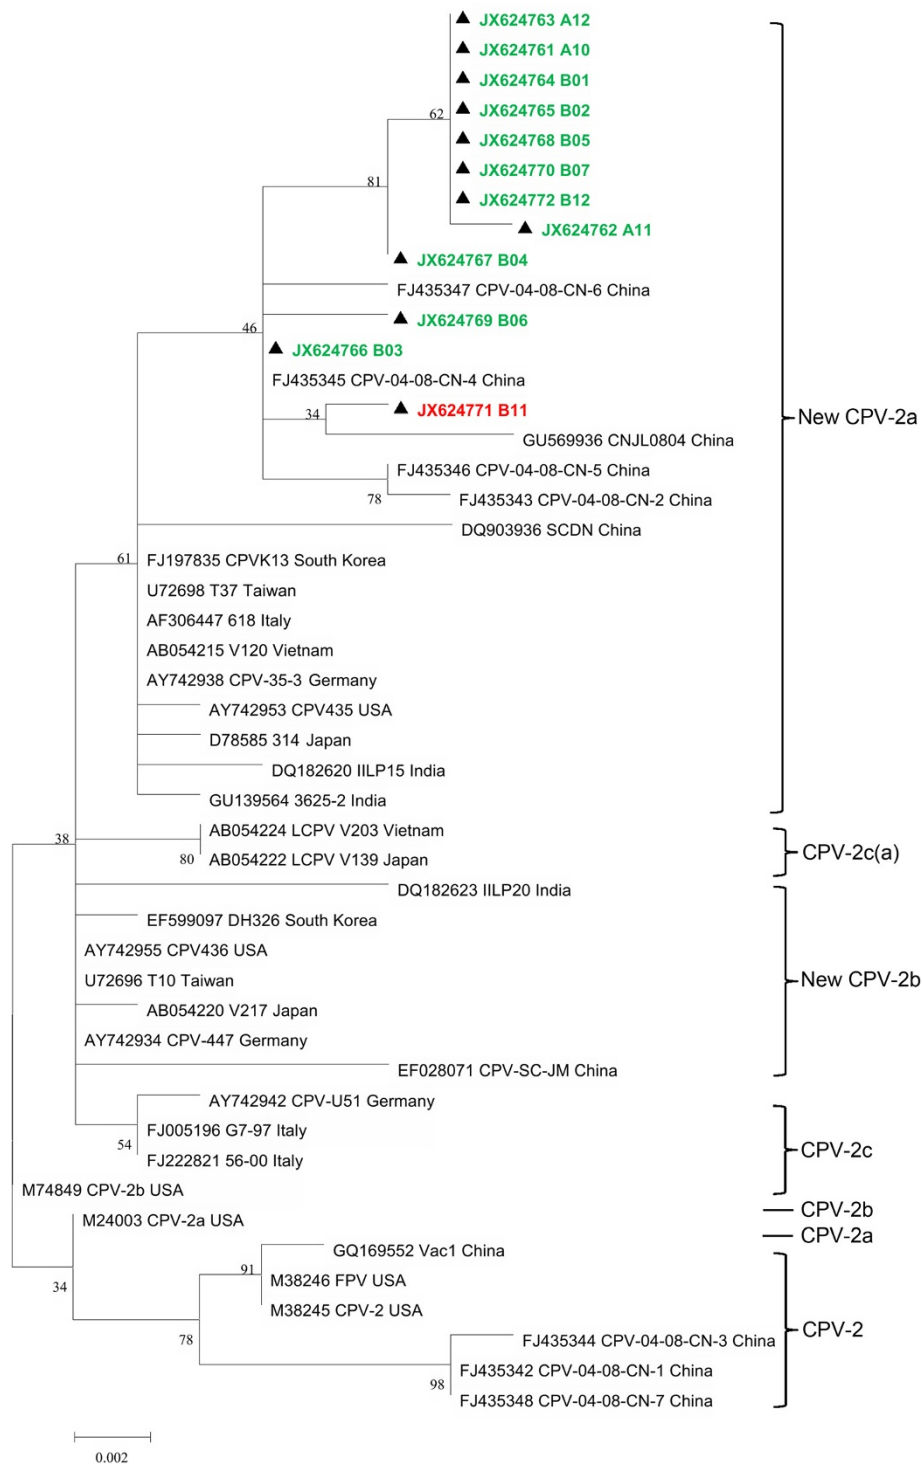 JX624763 A12
JX624761 A10
JX624764 B01
JX624765 B02
62
JX624768 B05
JX624770 B07
81
JX624772 B12
JX624762 A11
JX624767 B04
FJ435347 CPV-04-08-CN-6 China
JX624769 B06
46
JX624766 B03
FJ435345 CPV-04-08-CN-4 China
34
JX624771 B11
New CPV-2a
GU569936 CNJL0804 China
FJ435346 CPV-04-08-CN-5 China
78
FJ435343 CPV-04-08-CN-2 China
DQ903936 SCDN China
61
FJ197835 CPVK13 South Korea
U72698 T37 Taiwan
AF306447 618 Italy
AB054215 V120 Vietnam
AY742938 CPV-35-3 Germany
AY742953 CPV435 USA
D78585 314 Japan
DQ182620 IILP15 India
GU139564 3625-2 India
38
AB054224 LCPV V203 Vietnam
CPV-2c(a)
80
AB054222 LCPV V139 Japan
DQ182623 IILP20 India
EF599097 DH326 South Korea
AY742955 CPV436 USA
U72696 T10 Taiwan
New CPV-2b
AB054220 V217 Japan
AY742934 CPV-447 Germany
EF028071 CPV-SC-JM China
AY742942 CPV-U51 Germany
FJ005196 G7-97 Italy
54
CPV-2c
FJ222821 56-00 Italy
M74849 CPV-2b USA
CPV-2b
M24003 CPV-2a USA
CPV-2a
GQ169552 Vac1 China
91
34
M38246 FPV USA
M38245 CPV-2 USA
CPV-2
78
FJ435344 CPV-04-08-CN-3 China
FJ435342 CPV-04-08-CN-1 China
98
FJ435348 CPV-04-08-CN-7 China
0.002